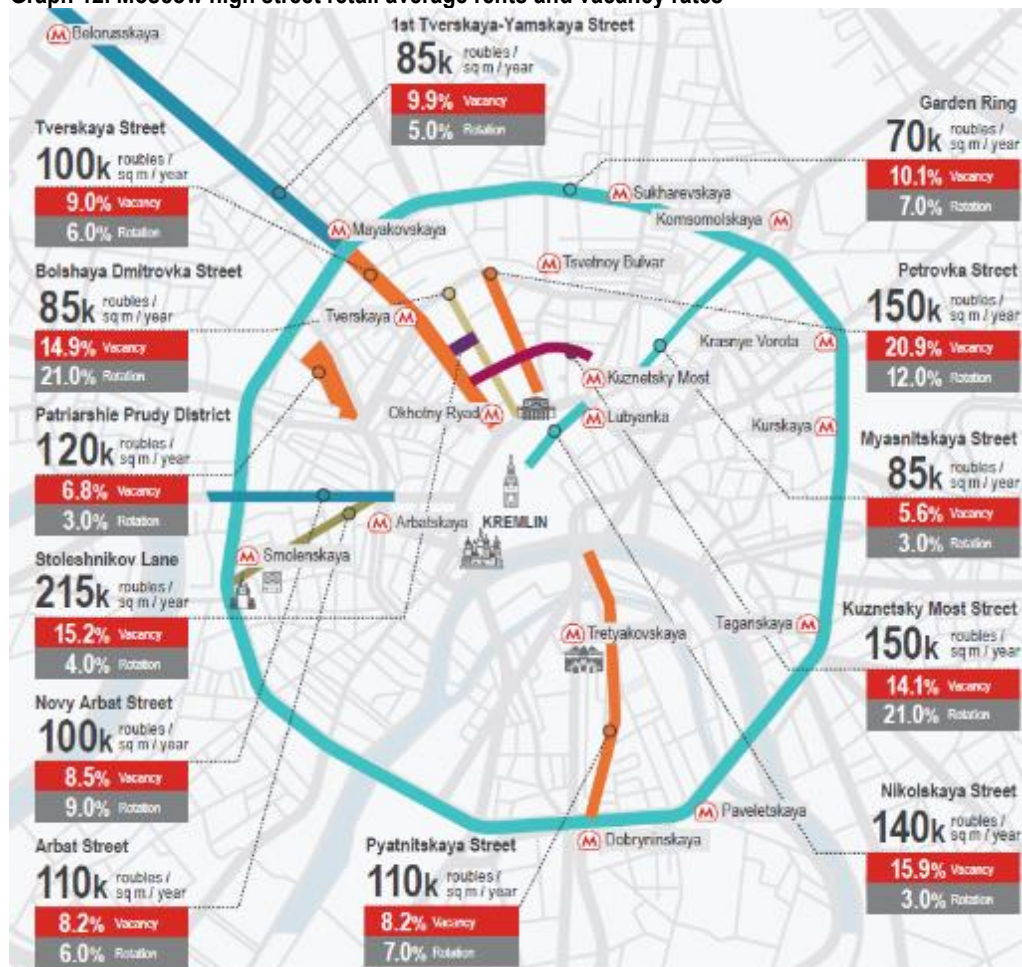 Graph 12: Moscow high street retail average rents and vacancy rates
1st Tverskaya-Yamskaya Street
85k roubles / sq m / year
9.9% Vacancy
5.0% Rotation
Tverskaya Street
100k roubles / sq m / year
9.0% Vacancy
6.0% Rotation
Bolshaya Dmitrovka Street
85k roubles / sq m / year
14.9% Vacancy
21.0% Rotation
Patriarshie Prudy District
120k roubles / sq m / year
6.8% Vacancy
3.0% Rotation
Stoleshnikov Lane
215k roubles / sq m / year
15.2% Vacancy
4.0% Rotation
Novy Arbat Street
100k roubles / sq m / year
8.5% Vacancy
9.0% Rotation
Arbat Street
110k roubles / sq m / year
8.2% Vacancy
6.0% Rotation
Pyatnitskaya Street
110k roubles / sq m / year
8.2% Vacancy
7.0% Rotation
Garden Ring
70k roubles / sq m / year
10.1% Vacancy
7.0% Rotation
Petrovka Street
150k roubles / sq m / year
20.9% Vacancy
12.0% Rotation
Myasnitskaya Street
85k roubles / sq m / year
5.6% Vacancy
3.0% Rotation
Kuznetsky Most Street
150k roubles / sq m / year
14.1% Vacancy
21.0% Rotation
Nikolskaya Street
140k roubles / sq m / year
15.9% Vacancy
3.0% Rotation
M Belorusskaya
M Mayakovskaya
M Sukharevskaya
Komsomolskaya M
M Tsvetnoy Bulvar
Tverskaya M
Krasnye Vorota M
M Kuznetsky Most
Okhotny Ryad M
M Lubyanka
Kurskaya M
M Arbatskaya
KREMLIN
M Smolenskaya
M Tretyakovskaya
Taganskaya M
M Paveletskaya
M Dobryninskaya